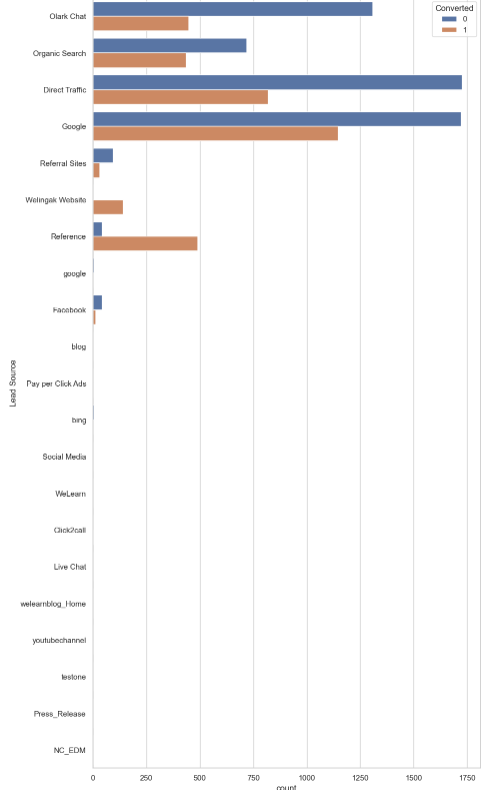 Converted
0
1
Olark Chat
Organic Search
Direct Traffic
Google
Referral Sites
Welingak Website
Reference
google
Facebook
blog
Pay per Click Ads
bing
Social Media
WeLearn
Click2call
Live Chat
welearnblog_Home
youtubechannel
testone
Press_Release
NC_EDM
Lead Source
0 250 500 750 1000 1250 1500 1750
count